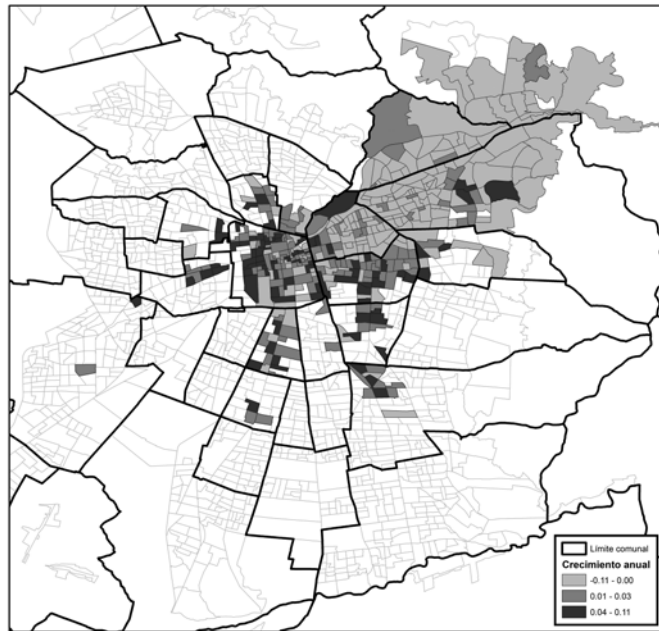 Límite comunal
Crecimiento anual
-0.11 - 0.00
0.01 - 0.03
0.04 - 0.11